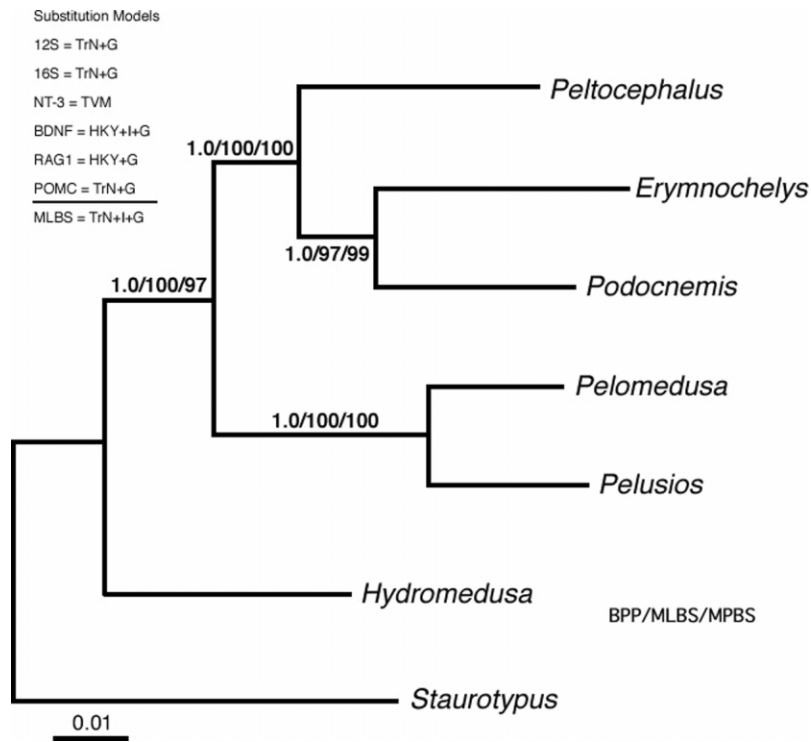 Substitution Models
12S = TrN+G
16S = TrN+G
NT-3 = TVM
BDNF = HKY+I+G
RAG1 = HKY+G
POMC = TrN+G
MLBS = TrN+I+G
Peltocephalus
1.0/100/100
Erymnochelys
1.0/97/99
Podocnemis
1.0/100/97
Pelomedusa
1.0/100/100
Pelusios
Hydromedusa
BPP/MLBS/MPBS
Staurotypus
0.01